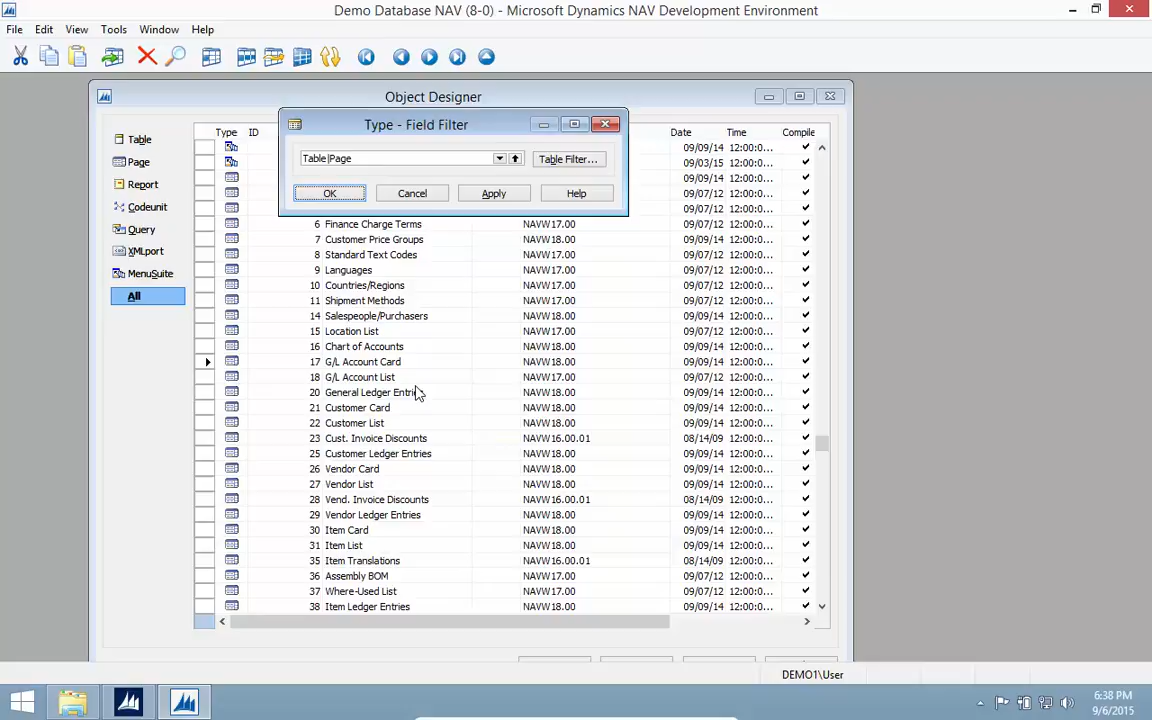 Demo Database NAV (8-0) - Microsoft Dynamics NAV Development Environment
File Edit View Tools Window Help
Object Designer
Type - Field Filter
Table|Page
Table Filter...
OK Cancel Apply Help
Table
Page
Report
Codeunit
Query
XMLport
MenuSuite
All
Type ID Date Time Compile
09/09/14 12:00:0...
09/03/15 12:00:0...
09/09/14 12:00:0...
09/07/12 12:00:0...
09/07/12 12:00:0...
6 Finance Charge Terms NAVW17.00 09/07/12 12:00:0...
7 Customer Price Groups NAVW18.00 09/09/14 12:00:0...
8 Standard Text Codes NAVW17.00 09/07/12 12:00:0...
9 Languages NAVW17.00 09/07/12 12:00:0...
10 Countries/Regions NAVW17.00 09/07/12 12:00:0...
11 Shipment Methods NAVW17.00 09/07/12 12:00:0...
14 Salespeople/Purchasers NAVW18.00 09/09/14 12:00:0...
15 Location List NAVW17.00 09/07/12 12:00:0...
16 Chart of Accounts NAVW18.00 09/09/14 12:00:0...
17 G/L Account Card NAVW18.00 09/09/14 12:00:0...
18 G/L Account List NAVW17.00 09/07/12 12:00:0...
20 General Ledger Entries NAVW18.00 09/09/14 12:00:0...
21 Customer Card NAVW18.00 09/09/14 12:00:0...
22 Customer List NAVW18.00 09/09/14 12:00:0...
23 Cust. Invoice Discounts NAVW16.00.01 08/14/09 12:00:0...
25 Customer Ledger Entries NAVW18.00 09/09/14 12:00:0...
26 Vendor Card NAVW18.00 09/09/14 12:00:0...
27 Vendor List NAVW18.00 09/09/14 12:00:0...
28 Vend. Invoice Discounts NAVW16.00.01 08/14/09 12:00:0...
29 Vendor Ledger Entries NAVW18.00 09/09/14 12:00:0...
30 Item Card NAVW18.00 09/09/14 12:00:0...
31 Item List NAVW18.00 09/09/14 12:00:0...
35 Item Translations NAVW16.00.01 08/14/09 12:00:0...
36 Assembly BOM NAVW17.00 09/07/12 12:00:0...
37 Where-Used List NAVW17.00 09/07/12 12:00:0...
38 Item Ledger Entries NAVW18.00 09/09/14 12:00:0...
DEMO1\User
6:38 PM
9/6/2015